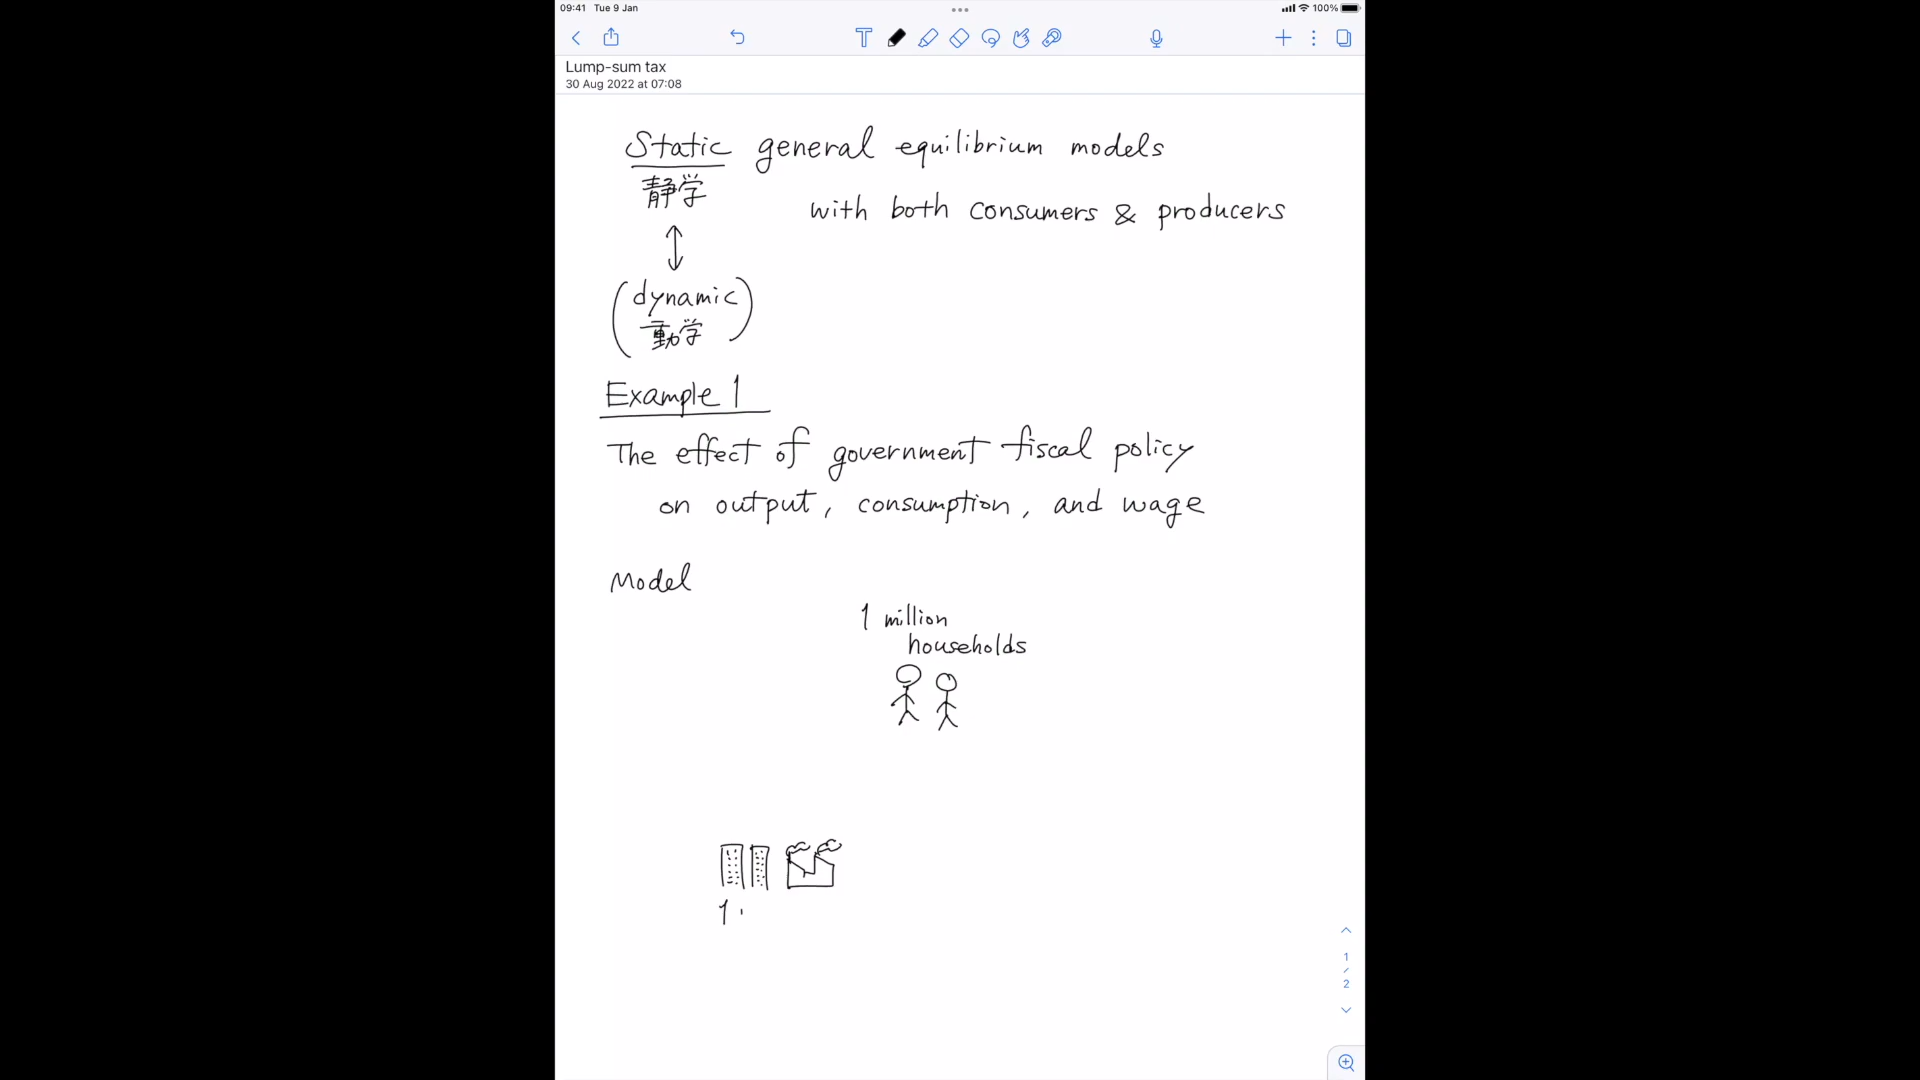 09:41 Tue 9 Jan
100%
Lump-sum tax
30 Aug 2022 at 07:08
Static general equilibrium models
静学
with both consumers & producers
(dynamic
動学)
Example 1
The effect of government fiscal policy
on output, consumption, and wage
Model
1 million
households
1
1
/
2